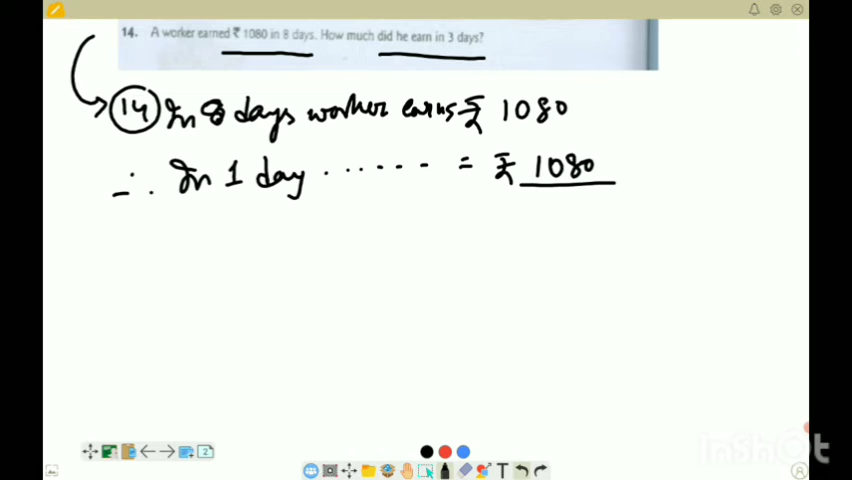 14. A worker earned ₹ 1080 in 8 days. How much did he earn in 3 days?
14 In 8 days worker earns ₹ 1080
∴ In 1 day ....... = ₹ 1080
2
T
inshot